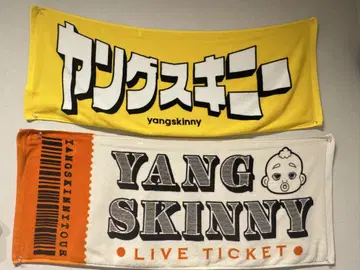 ヤングスキニー
yangskinny
YANGSKINNYTOUR
YANG
SKINNY
• LIVE TICKET •